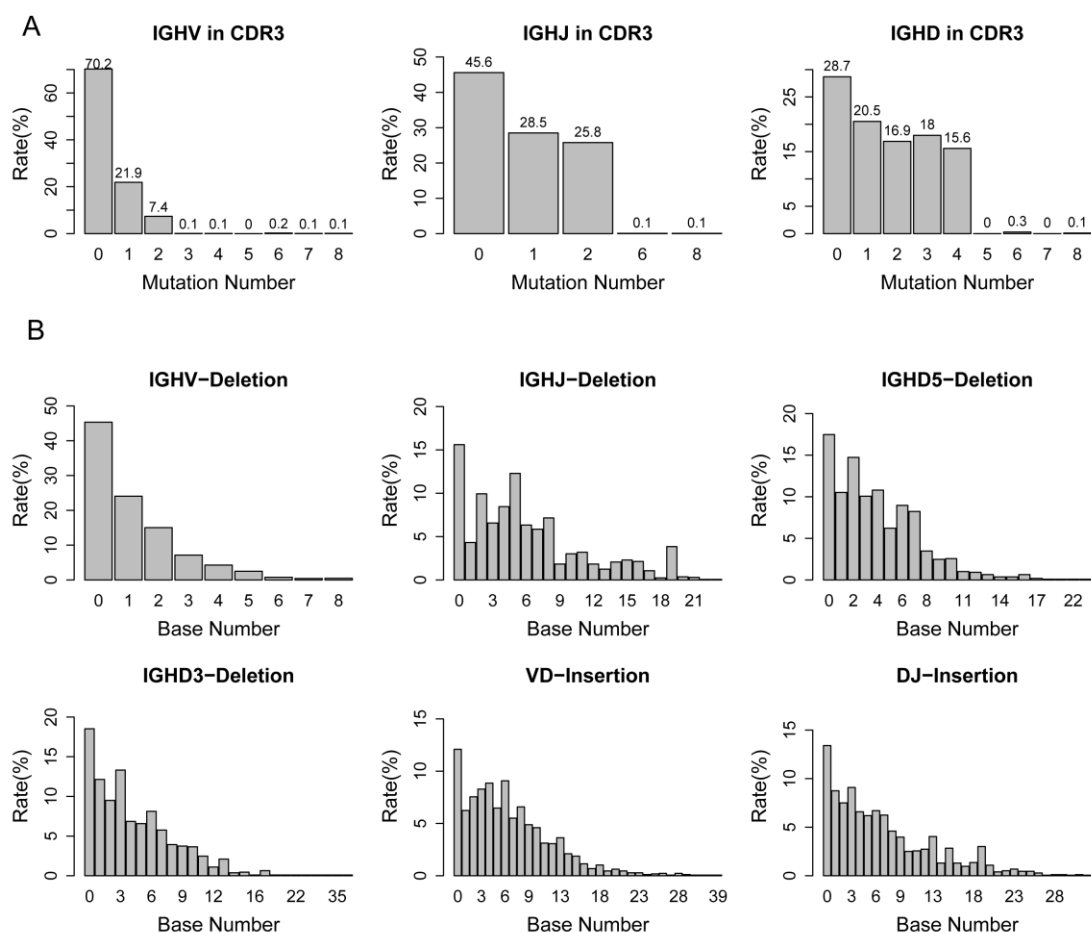 A
IGHV in CDR3
Rate(%)
0 20 40 60
70.2 21.9 7.4 0.1 0.1 0 0.2 0.1 0.1
0 1 2 3 4 5 6 7 8
Mutation Number
IGHJ in CDR3
Rate(%)
0 10 20 30 40 50
45.6 28.5 25.8 0.1 0.1
0 1 2 6 8
Mutation Number
IGHD in CDR3
Rate(%)
0 5 15 25
28.7 20.5 16.9 18 15.6 0 0.3 0 0.1
0 1 2 3 4 5 6 7 8
Mutation Number
B
IGHV−Deletion
Rate(%)
0 10 20 30 40 50
0 1 2 3 4 5 6 7 8
Base Number
IGHJ−Deletion
Rate(%)
0 5 10 15 20
0 3 6 9 12 15 18 21
Base Number
IGHD5−Deletion
Rate(%)
0 5 10 15 20
0 2 4 6 8 11 14 17 22
Base Number
IGHD3−Deletion
Rate(%)
0 5 10 15 20
0 3 6 9 12 16 22 35
Base Number
VD−Insertion
Rate(%)
0 5 10 15
0 3 6 9 13 18 23 28 39
Base Number
DJ−Insertion
Rate(%)
0 5 10 15
0 3 6 9 13 18 23 28
Base Number